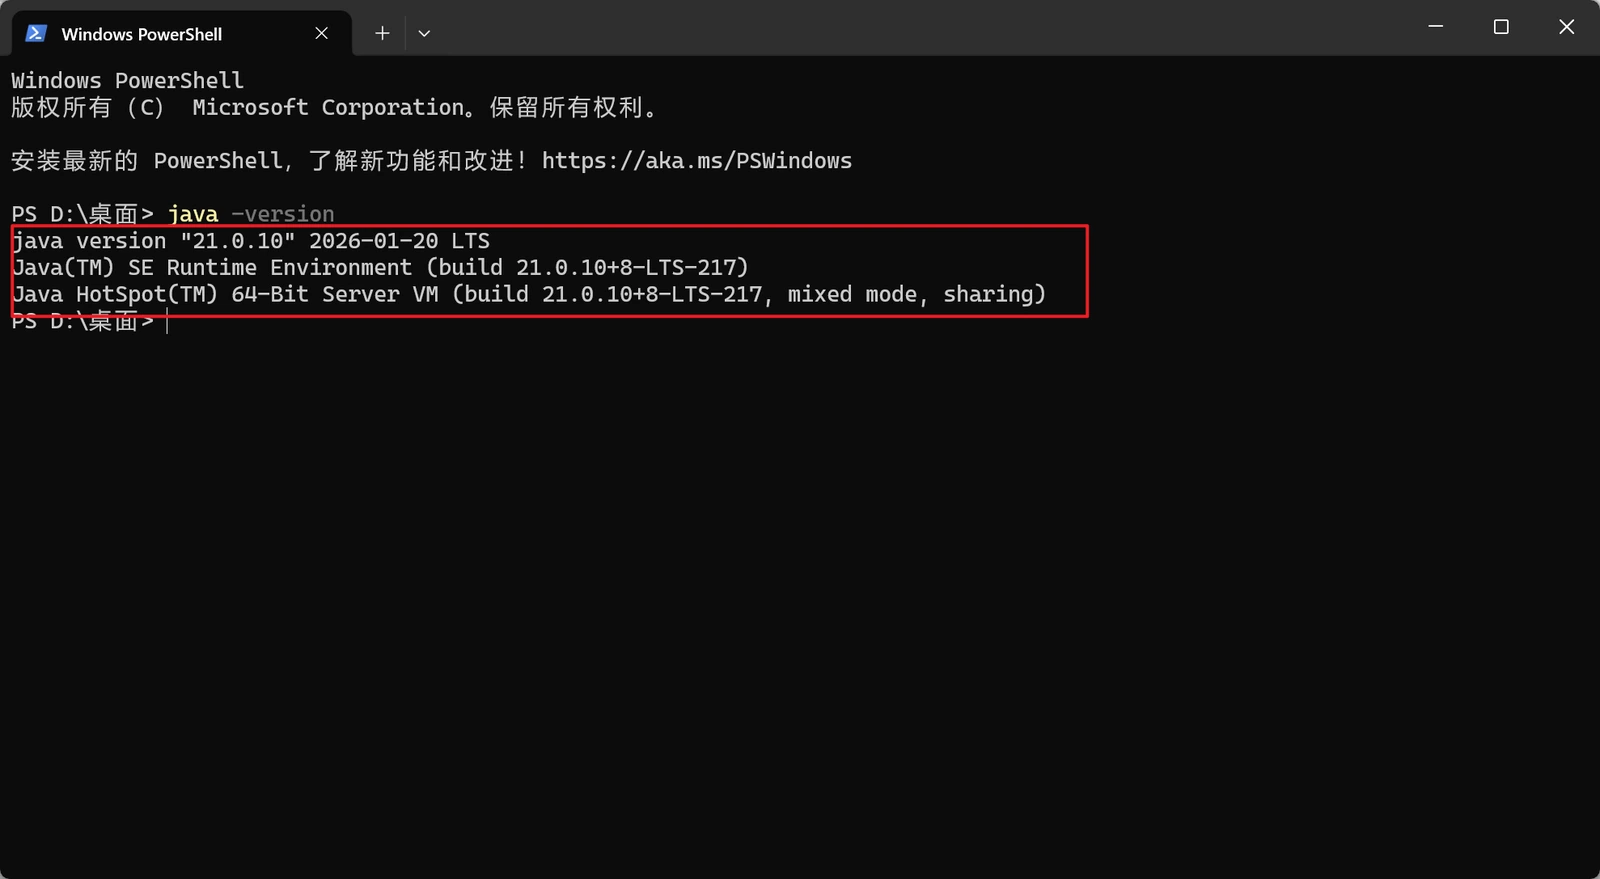 Windows PowerShell
Windows PowerShell
版权所有（C） Microsoft Corporation。保留所有权利。
安装最新的 PowerShell，了解新功能和改进！https://aka.ms/PSWindows
PS D:\桌面> java -version
java version "21.0.10" 2026-01-20 LTS
Java(TM) SE Runtime Environment (build 21.0.10+8-LTS-217)
Java HotSpot(TM) 64-Bit Server VM (build 21.0.10+8-LTS-217, mixed mode, sharing)
PS D:\桌面>